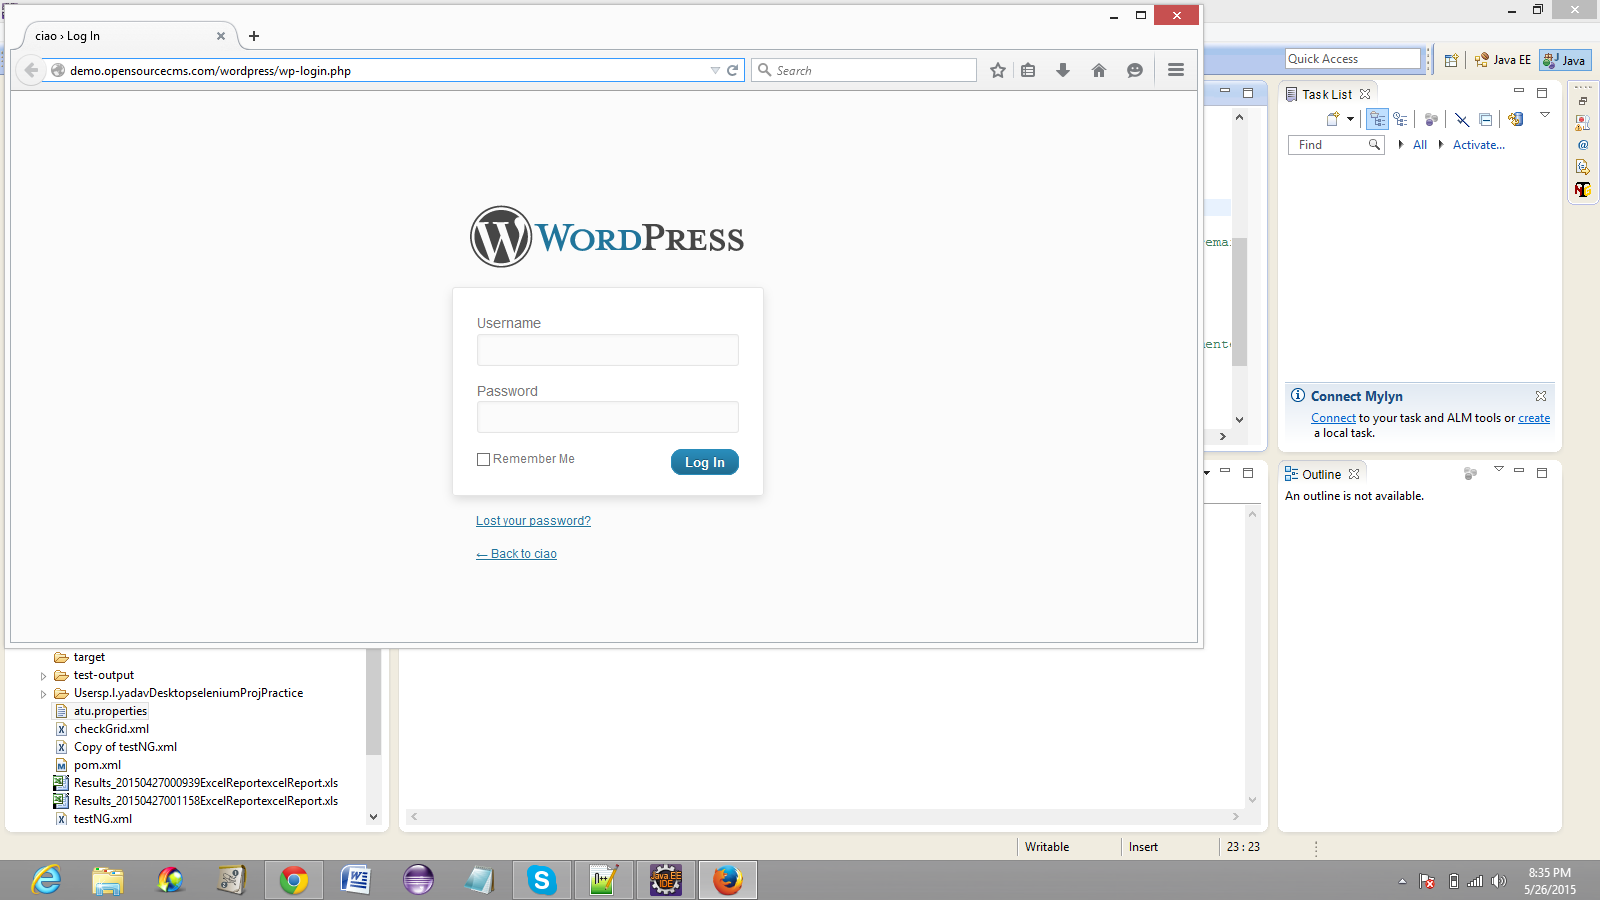 ciao › Log In
demo.opensourcecms.com/wordpress/wp-login.php
Search
Quick Access
Java EE
Java
Task List
Find
All
Activate...
WORDPRESS
Username
Password
Remember Me
Log In
Lost your password?
← Back to ciao
Connect Mylyn
Connect to your task and ALM tools or create
a local task.
Outline
An outline is not available.
target
test-output
Usersp.l.yadavDesktopseleniumProjPractice
atu.properties
checkGrid.xml
Copy of testNG.xml
pom.xml
Results_20150427000939ExcelReportexcelReport.xls
Results_20150427001158ExcelReportexcelReport.xls
testNG.xml
Writable
Insert
23 : 23
Java EE
IDE
8:35 PM
5/26/2015